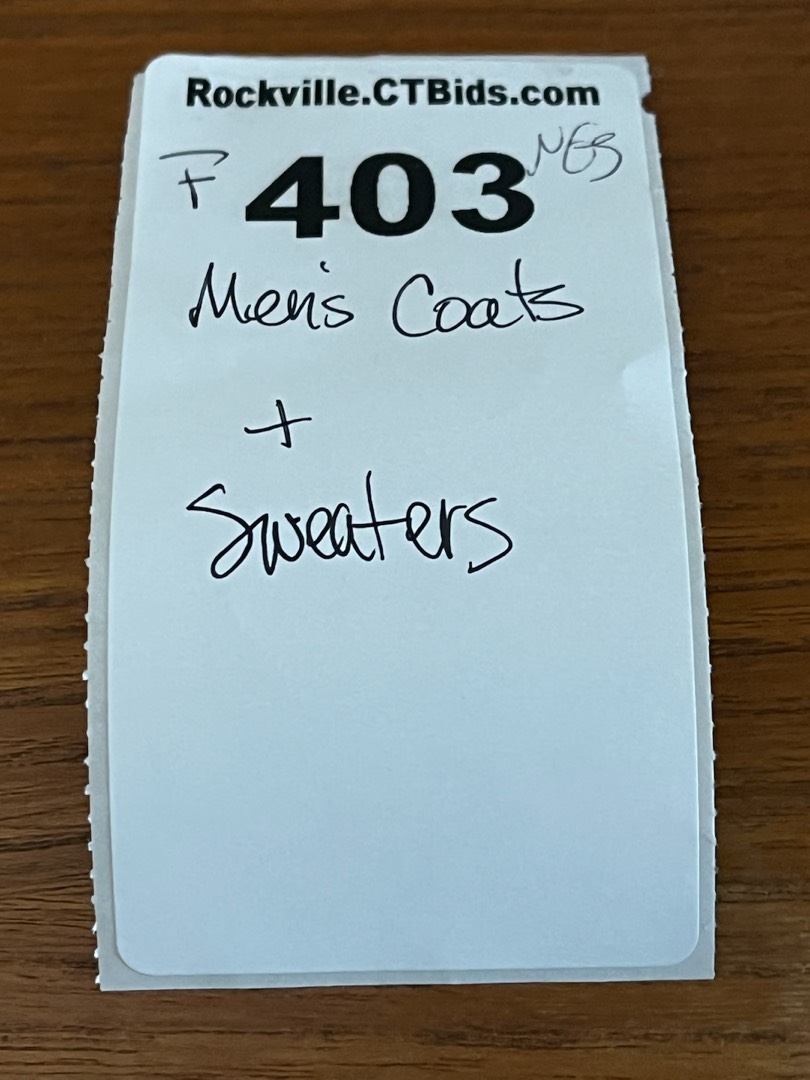 Rockville.CTBids.com
F 403
Men's Coats
+
Sweaters